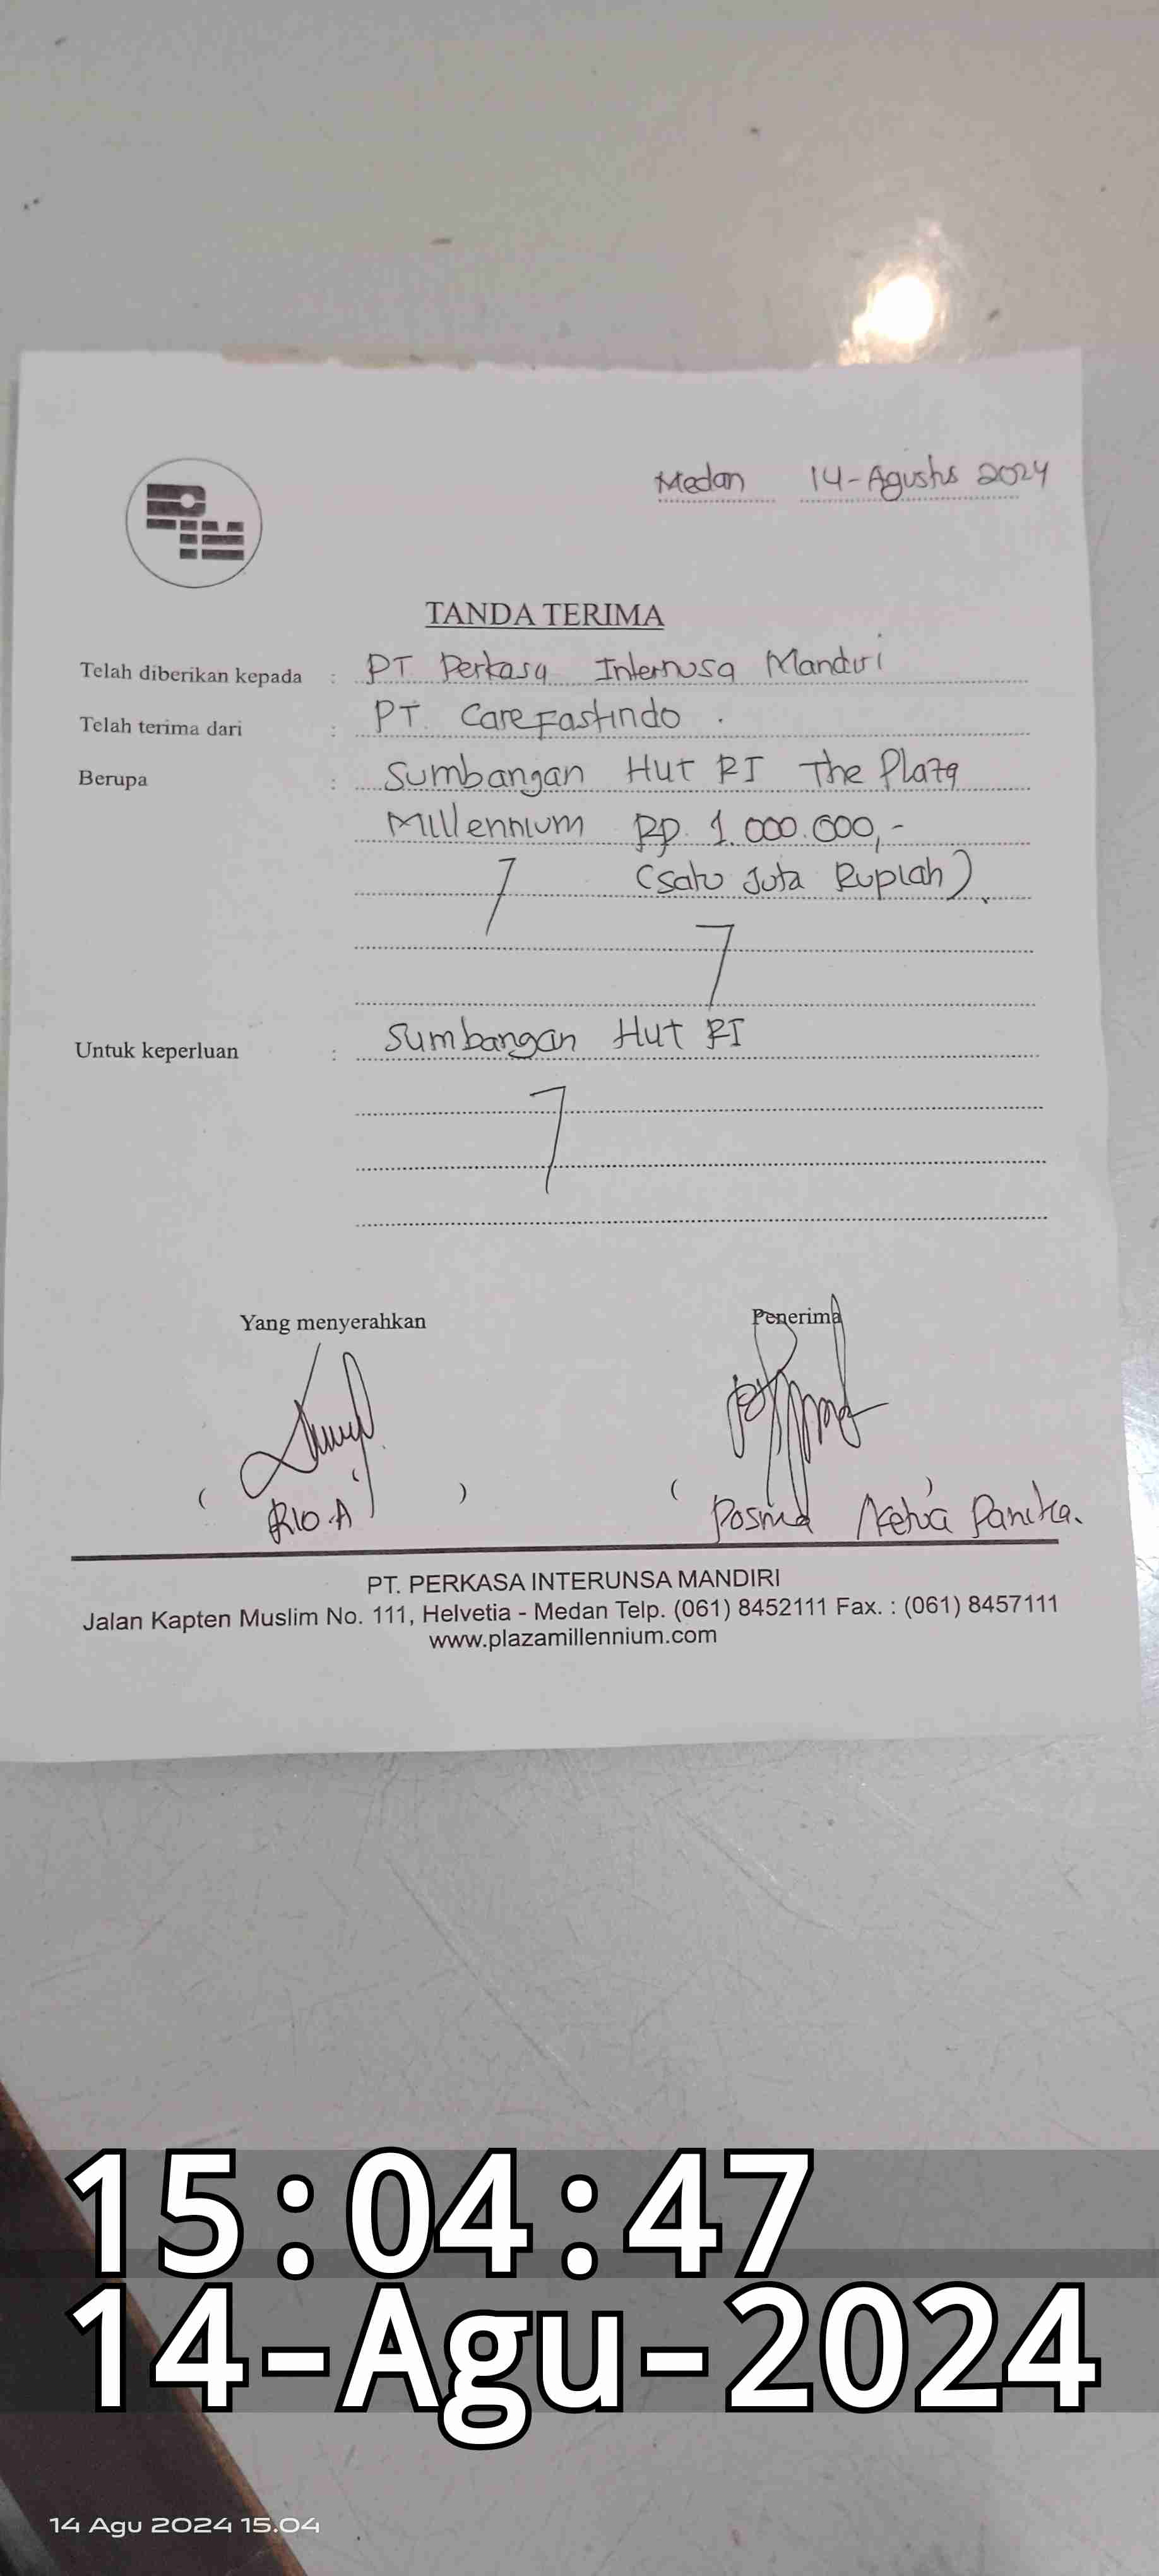 PIM
Medan 14-Agustus 2024
TANDA TERIMA
Telah diberikan kepada : PT Perkasa Internusa Mandiri
Telah terima dari : PT. Carefastindo.
Berupa : Sumbangan Hut RI The Plaza
Millennium Rp. 1.000.000,-
(Satu Juta Rupiah)
Untuk keperluan : Sumbangan Hut RI
Yang menyerahkan Penerima
( RIO.A ) ( Posma Ketua Panitia. )
PT. PERKASA INTERUNSA MANDIRI
Jalan Kapten Muslim No. 111, Helvetia - Medan Telp. (061) 8452111 Fax. : (061) 8457111
www.plazamillennium.com
15:04:47
14-Agu-2024
14 Agu 2024 15.04